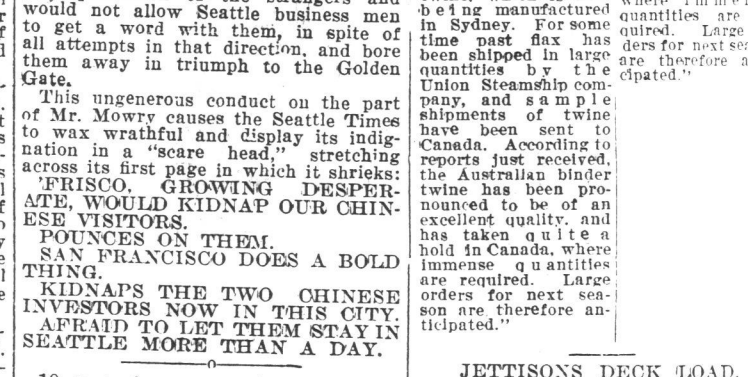 would not allow Seattle business men
to get a word with them, in spite of
all attempts in that direction, and bore
them away in triumph to the Golden
Gate.
This ungenerous conduct on the part
of Mr. Mowry causes the Seattle Times
to wax wrathful and display its indig-
nation in a "scare head," stretching
across its first page in which it shrieks:
'FRISCO, GROWING DESPER-
ATE, WOULD KIDNAP OUR CHIN-
ESE VISITORS.
POUNCES ON THEM.
SAN FRANCISCO DOES A BOLD
THING.
KIDNAPS THE TWO CHINESE
INVESTORS NOW IN THIS CITY.
AFRAID TO LET THEM STAY IN
SEATTLE MORE THAN A DAY.
being manufactured
in Sydney. For some
time past flax has
been shipped in large
quantities by the
Union Steamship com-
pany, and sample
shipments of twine
have been sent to
Canada. According to
reports just received,
the Australian binder
twine has been pro-
nounced to be of an
excellent quality, and
has taken quite a
hold in Canada, where
immense quantities
are required. Large
orders for next sea-
son are therefore an-
ticipated."
quantities are
quired. Large
ders for next sea
are therefore a
cipated."
JETTISONS DECK LOAD.